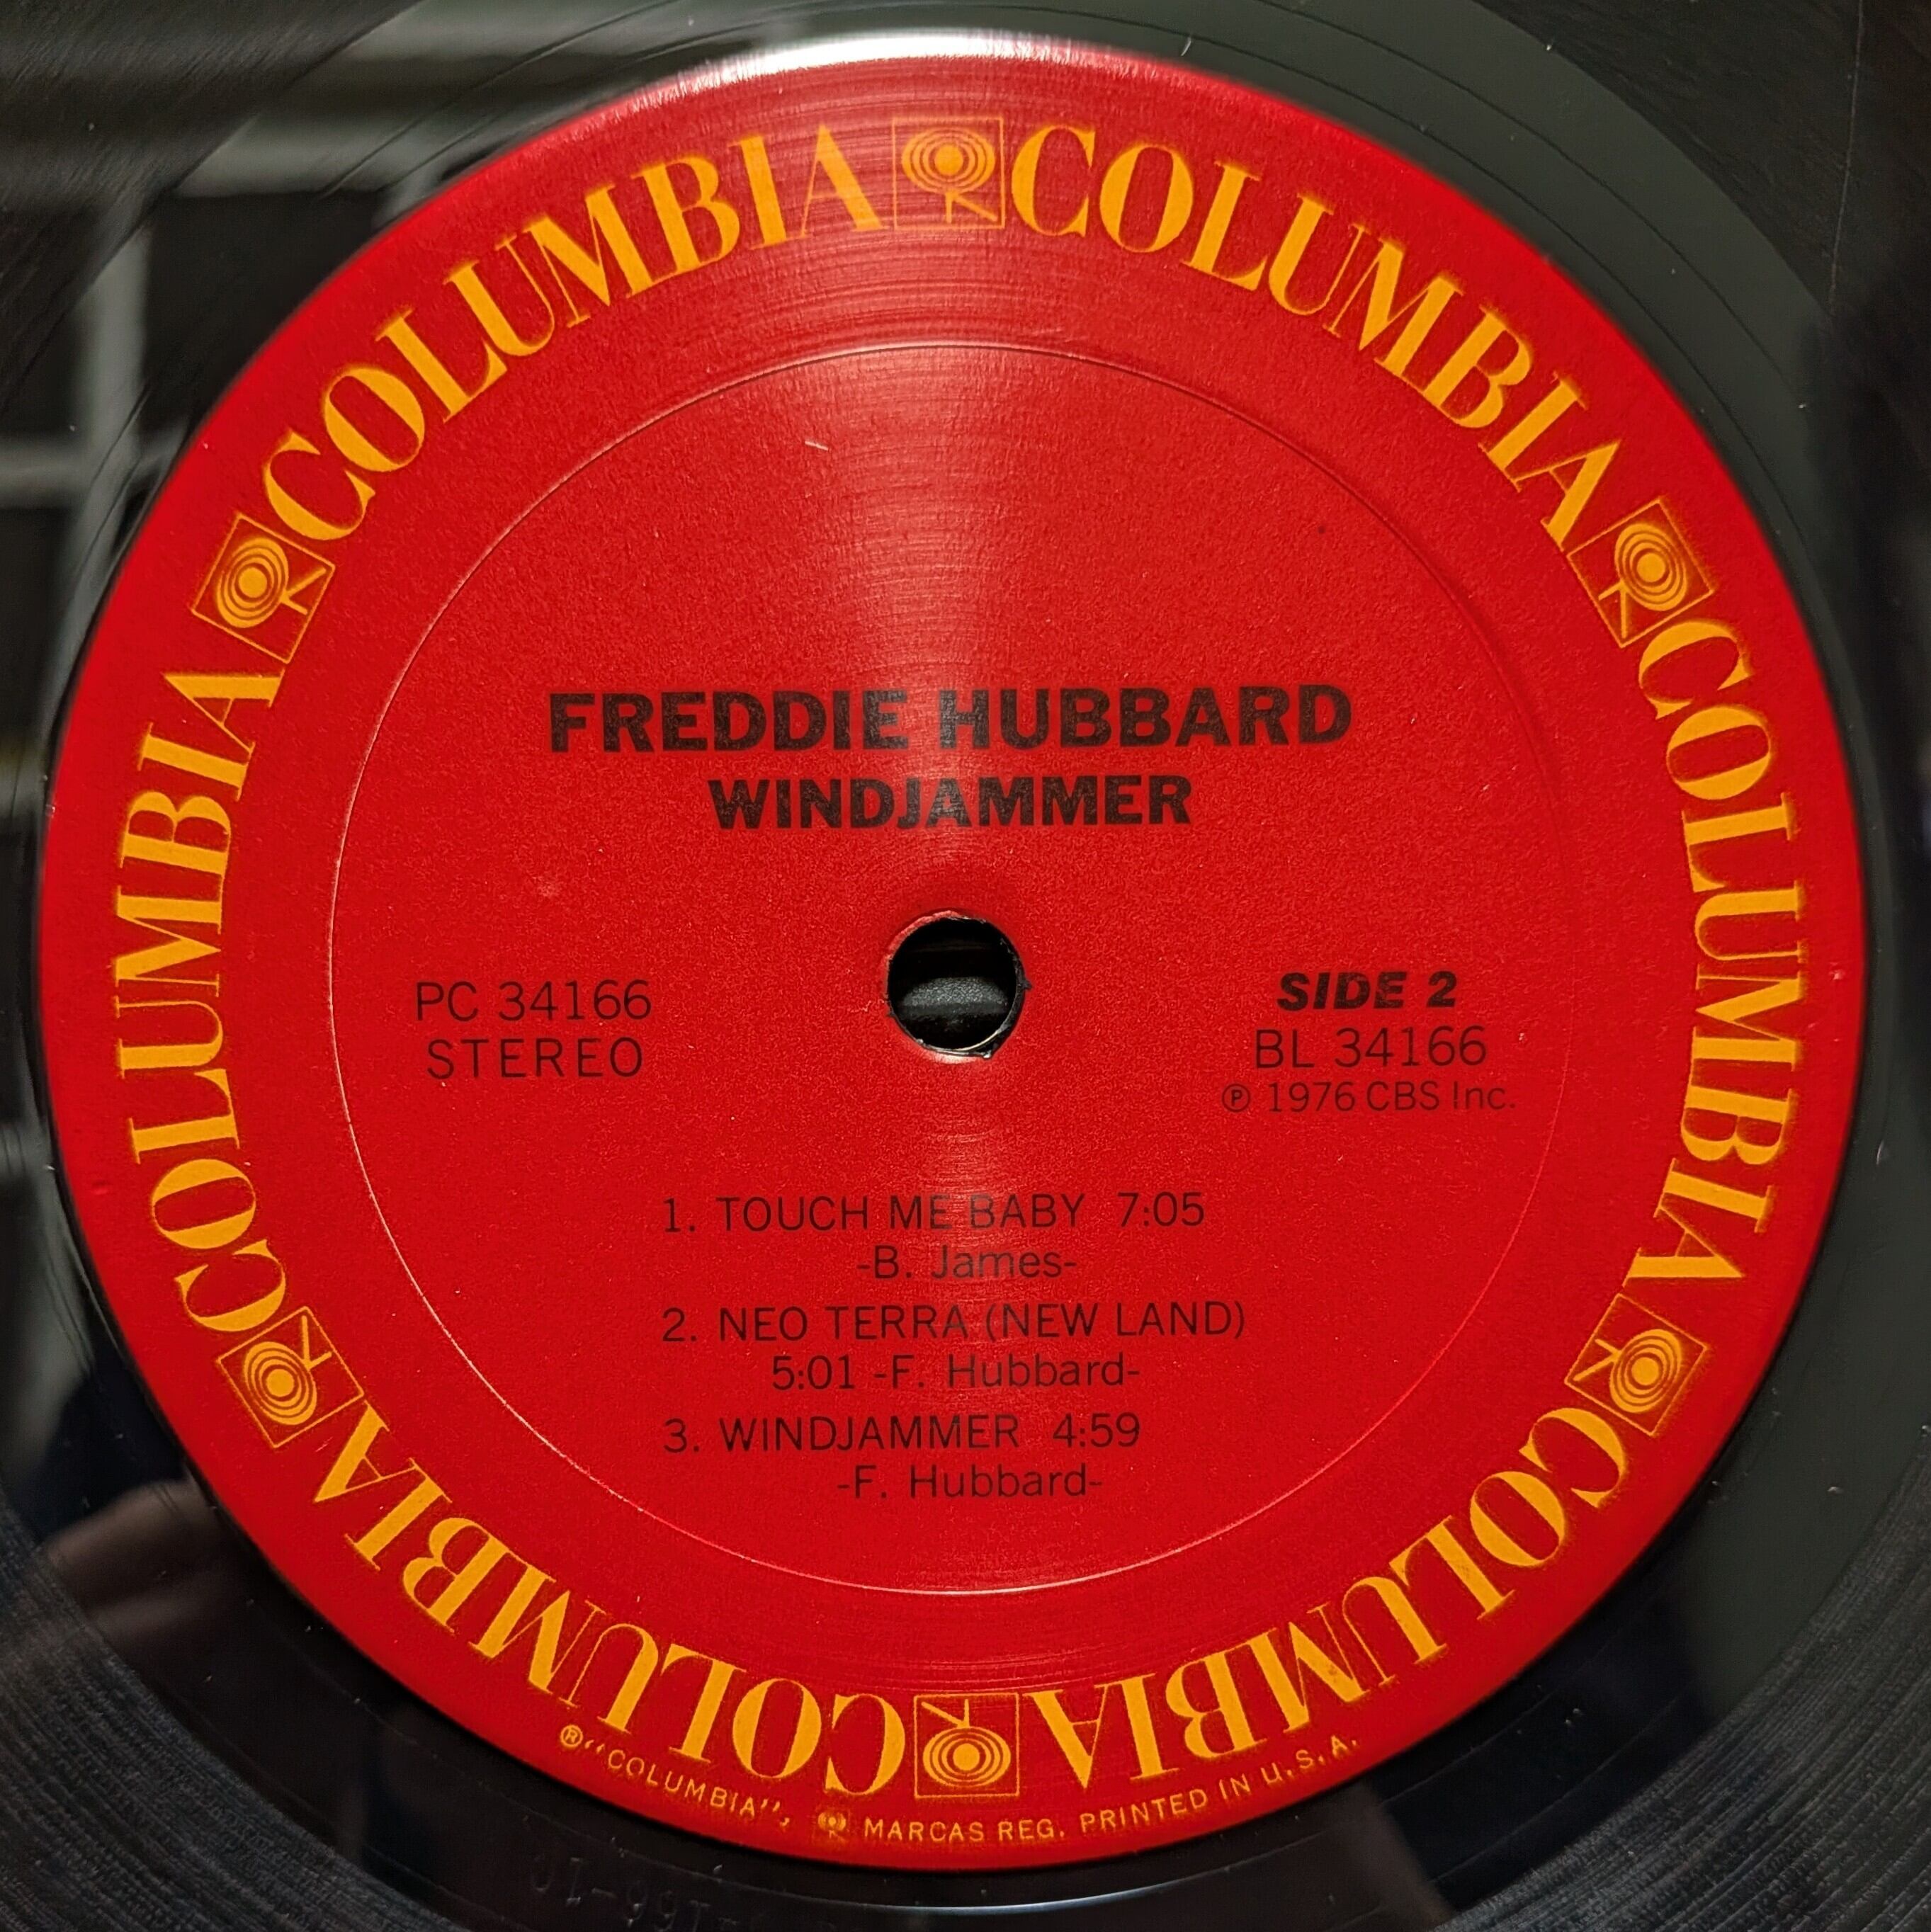 COLUMBIA COLUMBIA COLUMBIA COLUMBIA COLUMBIA COLUMBIA
FREDDIE HUBBARD
WINDJAMMER
PC 34166
STEREO
SIDE 2
BL 34166
℗ 1976 CBS Inc.
1. TOUCH ME BABY 7:05
-B. James-
2. NEO TERRA (NEW LAND)
5:01 -F. Hubbard-
3. WINDJAMMER 4:59
-F. Hubbard-
® "COLUMBIA", MARCAS REG. PRINTED IN U.S.A.